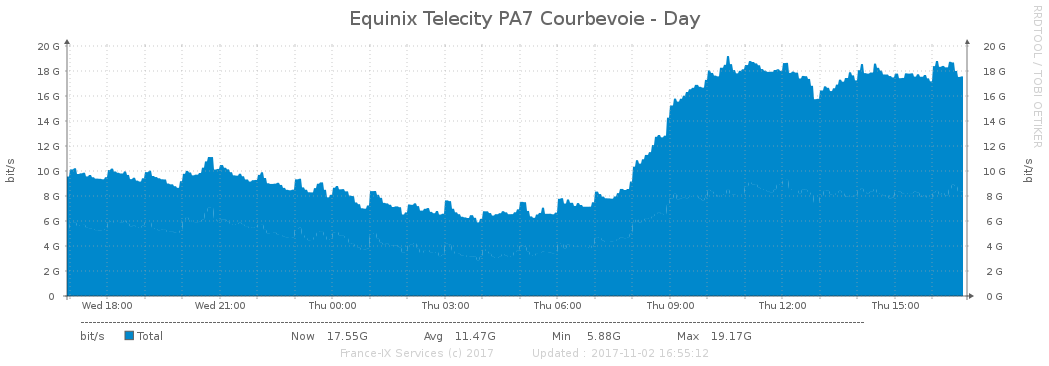 Equinix Telecity PA7 Courbevoie - Day
RRDTOOL / TOBI OETIKER
20 G 20 G
18 G 18 G
16 G 16 G
14 G 14 G
12 G 12 G
10 G 10 G
8 G 8 G
6 G 6 G
4 G 4 G
2 G 2 G
0 0 G
bit/s bit/s
Wed 18:00 Wed 21:00 Thu 00:00 Thu 03:00 Thu 06:00 Thu 09:00 Thu 12:00 Thu 15:00
bit/s Total Now 17.55G Avg 11.47G Min 5.88G Max 19.17G
France-IX Services (c) 2017 Updated : 2017-11-02 16:55:12